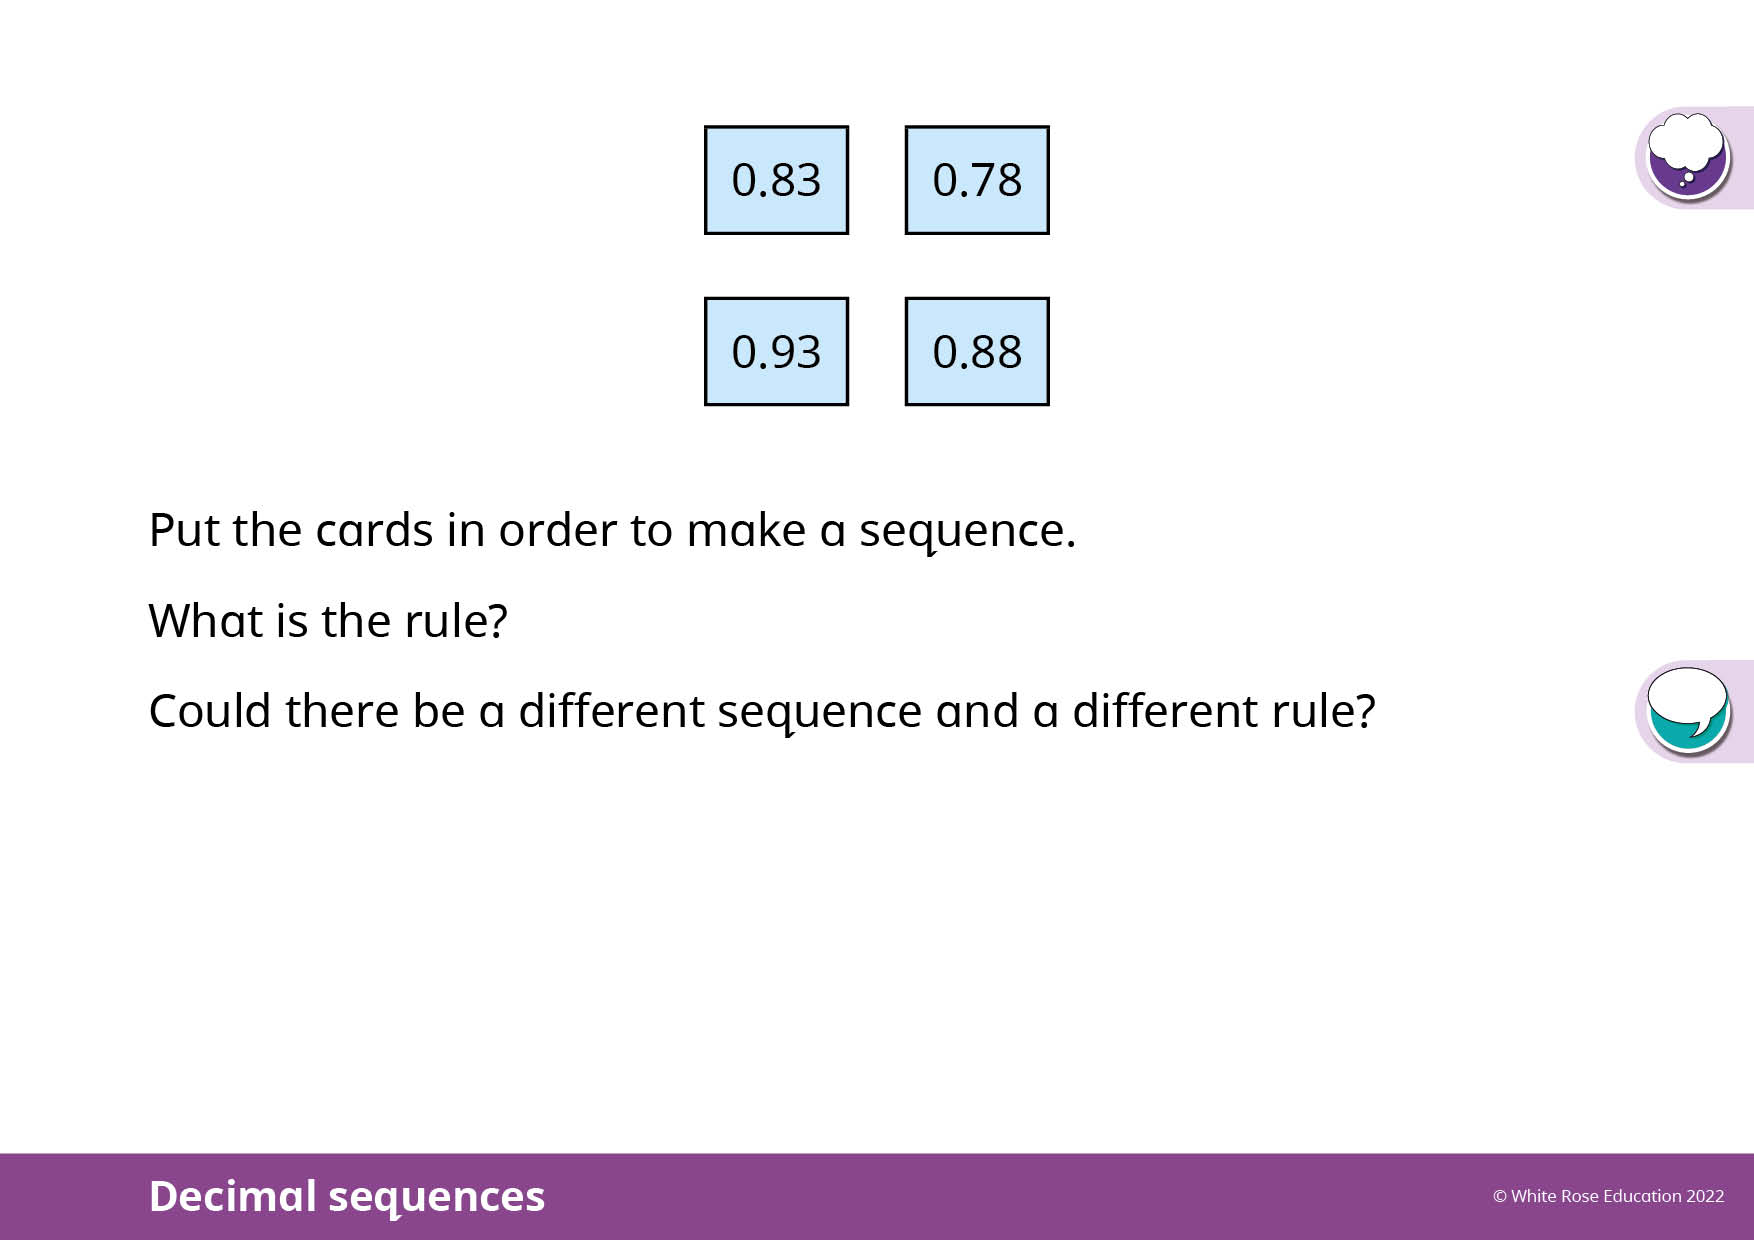 0.83 0.78
0.93 0.88
Put the cards in order to make a sequence.
What is the rule?
Could there be a different sequence and a different rule?
Decimal sequences
© White Rose Education 2022